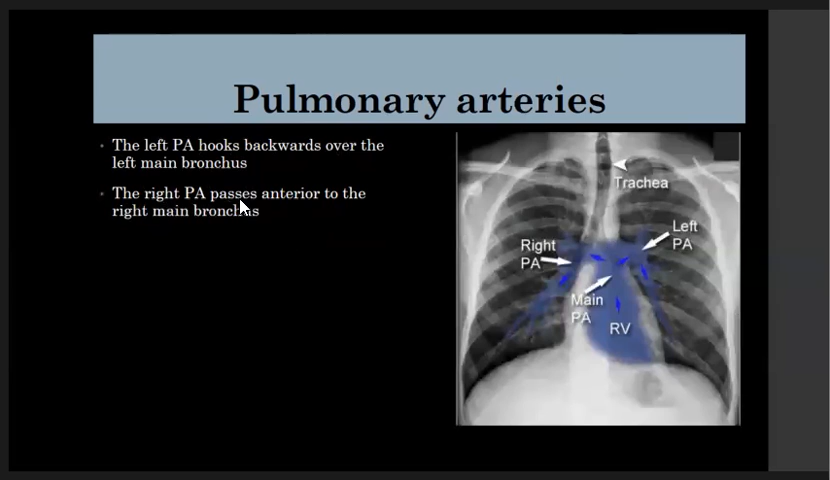 Pulmonary arteries
The left PA hooks backwards over the
left main bronchus
The right PA passes anterior to the
right main bronchus
Trachea
Left
PA
Right
PA
Main
PA
RV